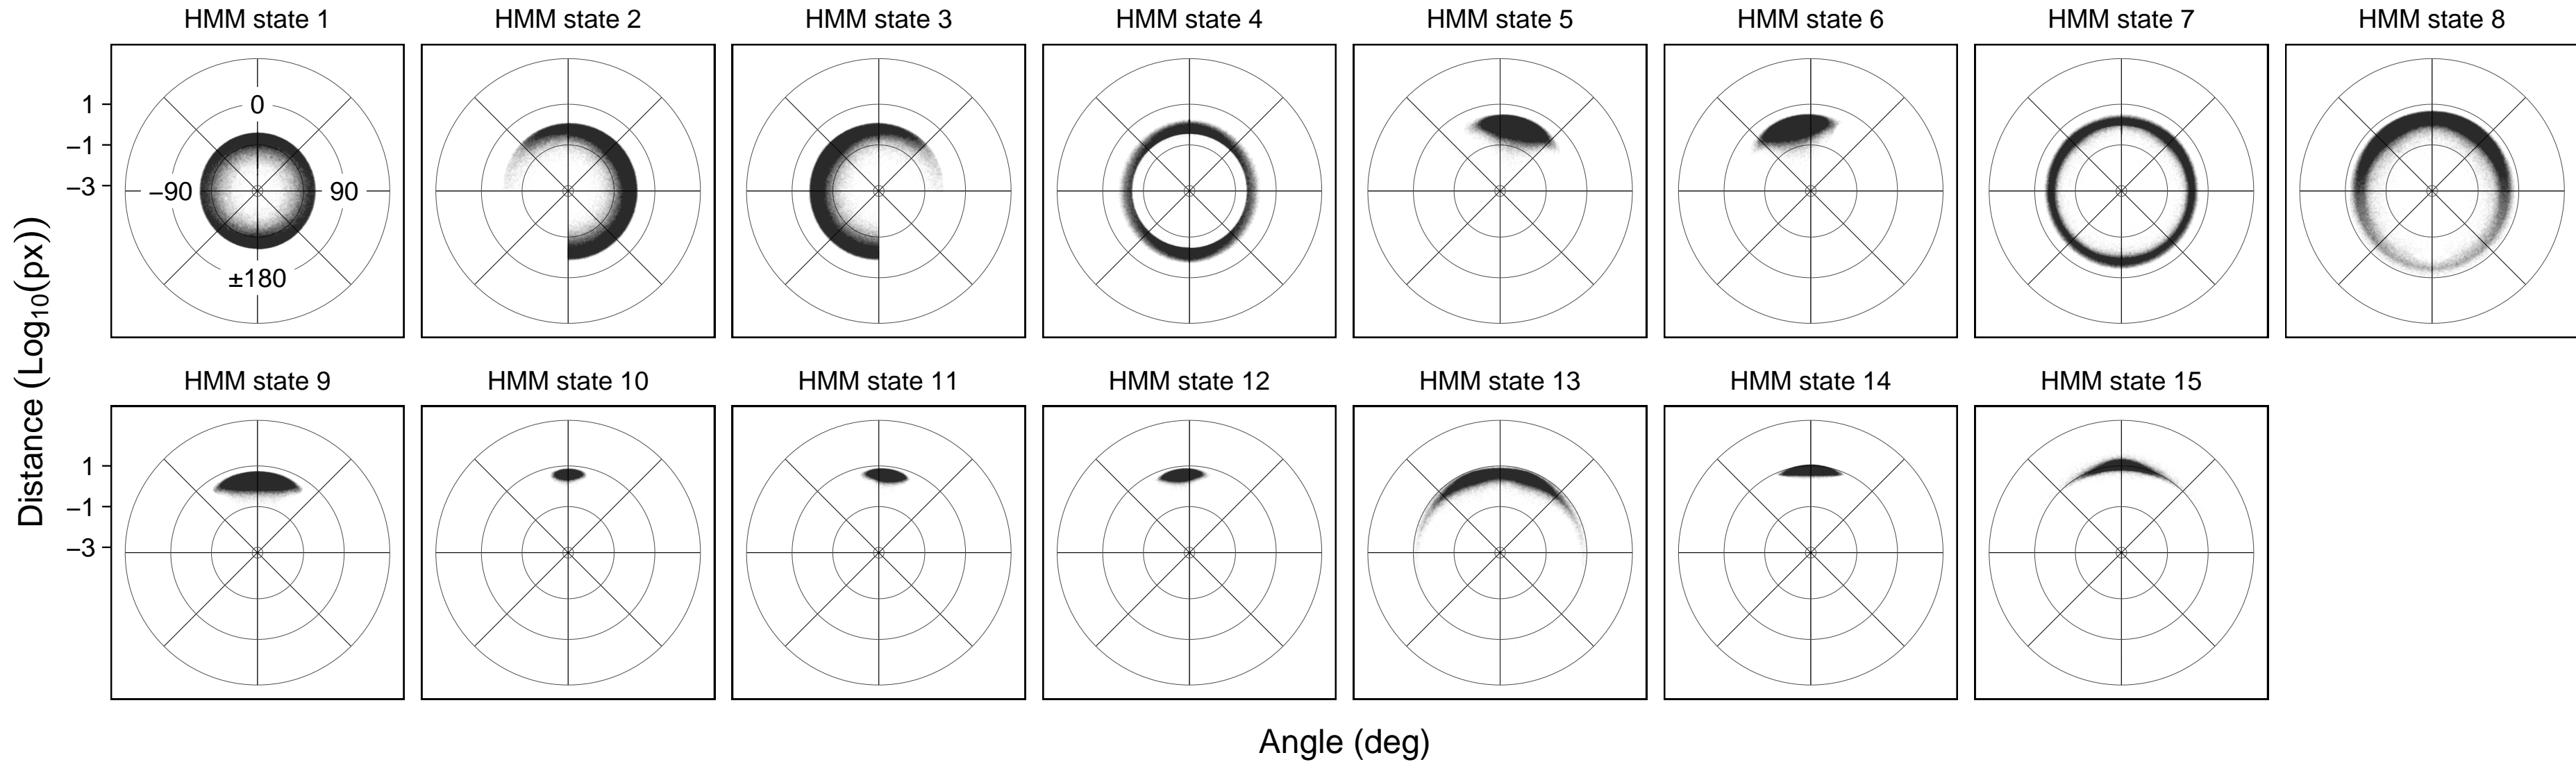 HMM state 1 HMM state 2 HMM state 3 HMM state 4 HMM state 5 HMM state 6 HMM state 7 HMM state 8
1
−1
−3
0
−90 90
±180
HMM state 9 HMM state 10 HMM state 11 HMM state 12 HMM state 13 HMM state 14 HMM state 15
1
−1
−3
Distance (Log10(px))
Angle (deg)